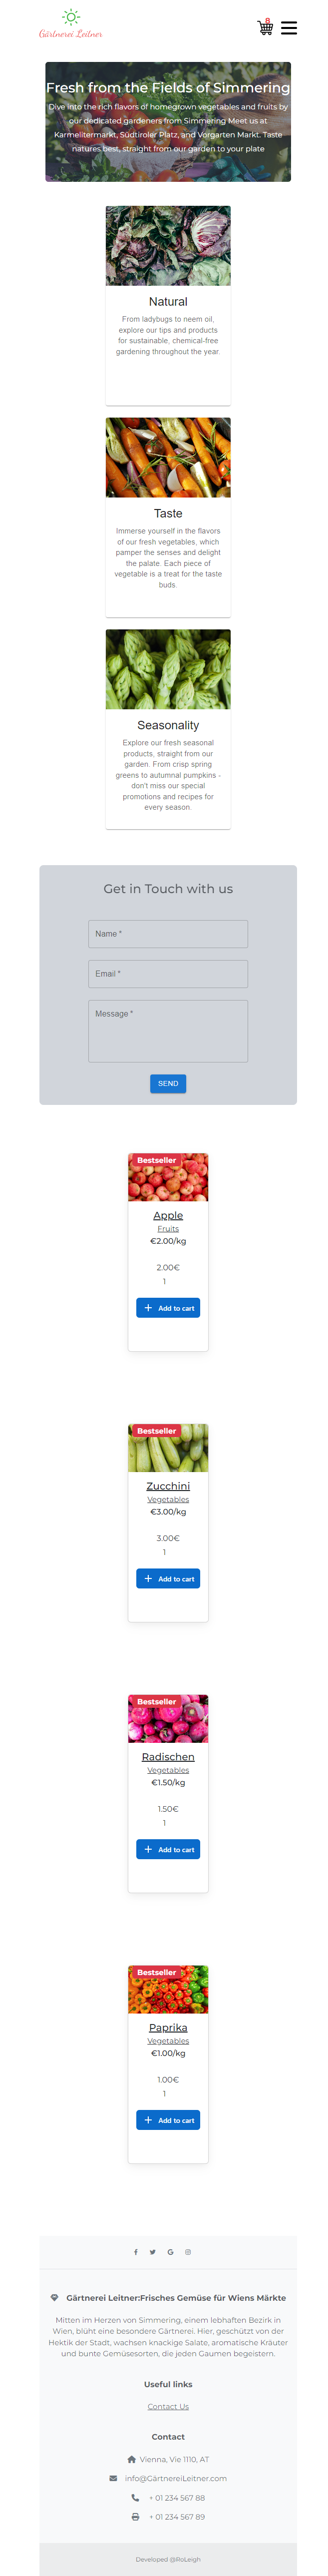 Gärtnerei Leitner
8
Fresh from the Fields of Simmering
Dive into the rich flavors of homegrown vegetables and fruits by
our dedicated gardeners from Simmering Meet us at
Karmelitermarkt, Südtiroler Platz, and Vorgarten Markt. Taste
natures best, straight from our garden to your plate
Natural
From ladybugs to neem oil,
explore our tips and products
for sustainable, chemical-free
gardening throughout the year.
Taste
Immerse yourself in the flavors
of our fresh vegetables, which
pamper the senses and delight
the palate. Each piece of
vegetable is a treat for the taste
buds.
Seasonality
Explore our fresh seasonal
products, straight from our
garden. From crisp spring
greens to autumnal pumpkins -
don't miss our special
promotions and recipes for
every season.
Get in Touch with us
Name *
Email *
Message *
SEND
Bestseller
Apple
Fruits
€2.00/kg
2.00€
1
Add to cart
Bestseller
Zucchini
Vegetables
€3.00/kg
3.00€
1
Add to cart
Bestseller
Radischen
Vegetables
€1.50/kg
1.50€
1
Add to cart
Bestseller
Paprika
Vegetables
€1.00/kg
1.00€
1
Add to cart
Gärtnerei Leitner:Frisches Gemüse für Wiens Märkte
Mitten im Herzen von Simmering, einem lebhaften Bezirk in
Wien, blüht eine besondere Gärtnerei. Hier, geschützt von der
Hektik der Stadt, wachsen knackige Salate, aromatische Kräuter
und bunte Gemüsesorten, die jeden Gaumen begeistern.
Useful links
Contact Us
Contact
Vienna, Vie 1110, AT
info@GärtnereiLeitner.com
+ 01 234 567 88
+ 01 234 567 89
Developed @RoLeigh